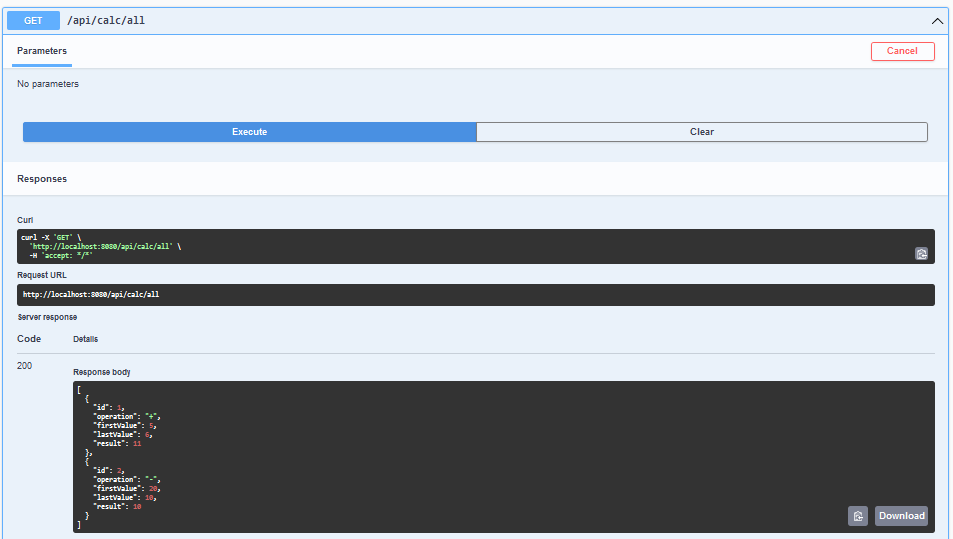 GET /api/calc/all
Parameters
Cancel
No parameters
Execute
Clear
Responses
Curl
curl -X 'GET' \
  'http://localhost:8080/api/calc/all' \
  -H 'accept: */*'
Request URL
http://localhost:8080/api/calc/all
Server response
Code Details
200
Response body
[
  {
    "id": 1,
    "operation": "+",
    "firstValue": 5,
    "lastValue": 6,
    "result": 11
  },
  {
    "id": 2,
    "operation": "-",
    "firstValue": 20,
    "lastValue": 10,
    "result": 10
  }
]
Download